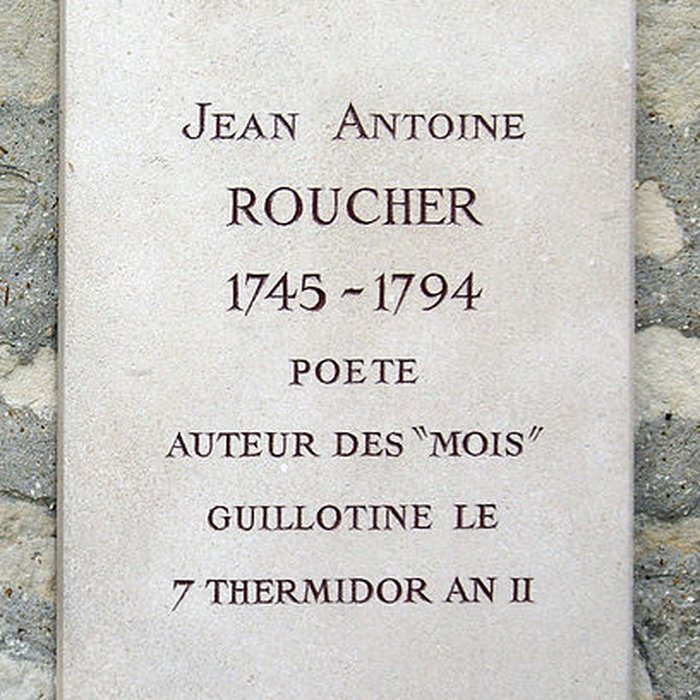 Jean Antoine
ROUCHER
1745-1794
POETE
AUTEUR DES "MOIS"
GUILLOTINE LE
7 THERMIDOR AN II